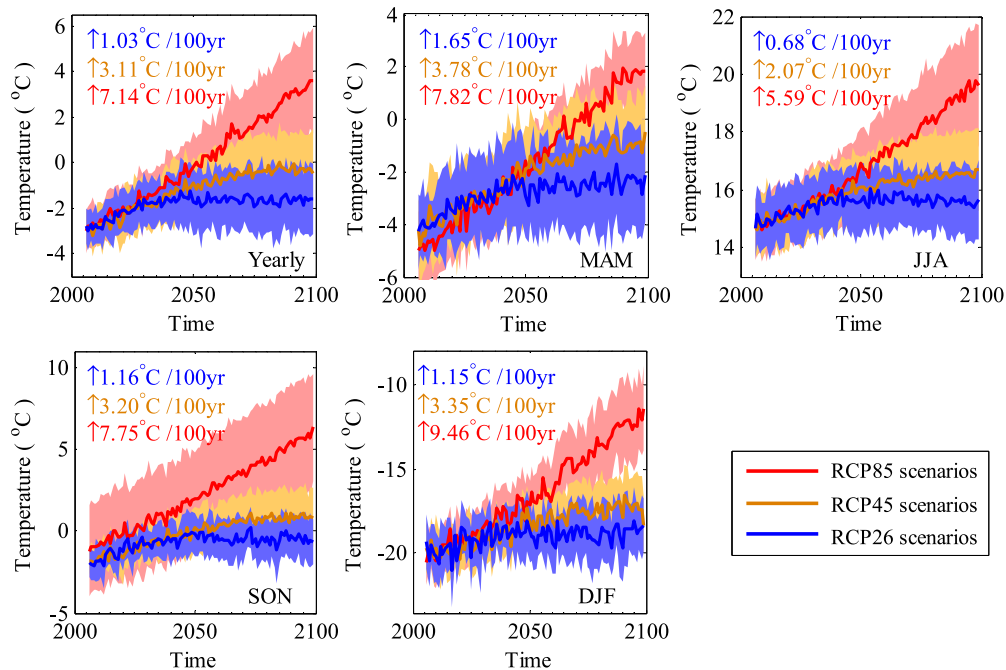 ↑1.03°C /100yr
↑3.11°C /100yr
↑7.14°C /100yr
6
4
2
0
-2
-4
Temperature ( °C )
Yearly
2000
2050
2100
Time
↑1.65°C /100yr
↑3.78°C /100yr
↑7.82°C /100yr
4
2
0
-2
-4
-6
Temperature ( °C )
MAM
2000
2050
2100
Time
↑0.68°C /100yr
↑2.07°C /100yr
↑5.59°C /100yr
22
20
18
16
14
Temperature ( °C )
JJA
2000
2050
2100
Time
↑1.16°C /100yr
↑3.20°C /100yr
↑7.75°C /100yr
10
5
0
-5
Temperature ( °C )
SON
2000
2050
2100
Time
↑1.15°C /100yr
↑3.35°C /100yr
↑9.46°C /100yr
-10
-15
-20
Temperature ( °C )
DJF
2000
2050
2100
Time
RCP85 scenarios
RCP45 scenarios
RCP26 scenarios